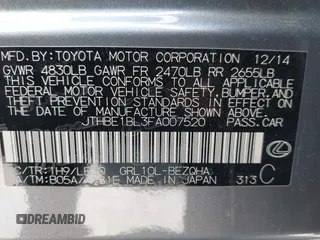 MFD.BY:TOYOTA MOTOR CORPORATION 12/14
GVWR 4830LB GAWR FR 2470LB RR 2655LB
THIS VEHICLE CONFORMS TO ALL APPLICABLE
FEDERAL MOTOR VEHICLE SAFETY, BUMPER, AND
THEFT PREVENTION STANDARDS IN EFFECT ON
THE DATE OF MANUFACTURE SHOWN ABOVE.
JTHBE1BL3FA007520 PASS.CAR
C/TR:1H9/L GRL10L-BEZQHA
A/TM:B05A/ 31E MADE IN JAPAN 313 C